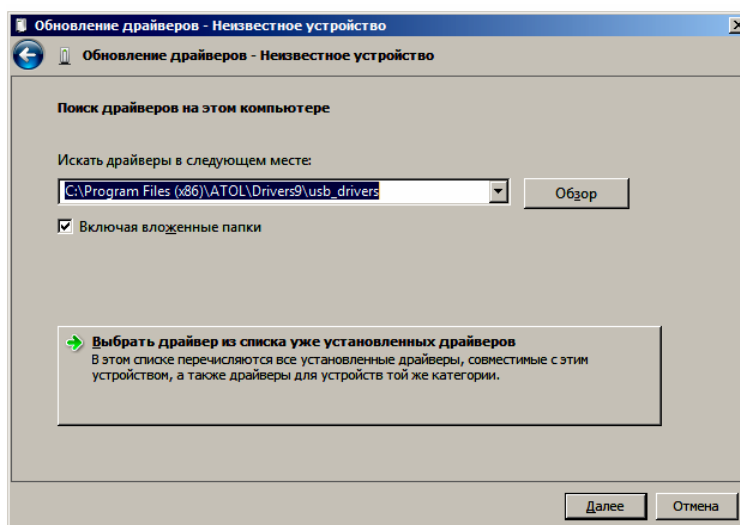 Обновление драйверов - Неизвестное устройство
Обновление драйверов - Неизвестное устройство
Поиск драйверов на этом компьютере
Искать драйверы в следующем месте:
C:\Program Files (x86)\ATOL\Drivers9\usb_drivers
Обзор
Включая вложенные папки
Выбрать драйвер из списка уже установленных драйверов
В этом списке перечисляются все установленные драйверы, совместимые с этим
устройством, а также драйверы для устройств той же категории.
Далее
Отмена